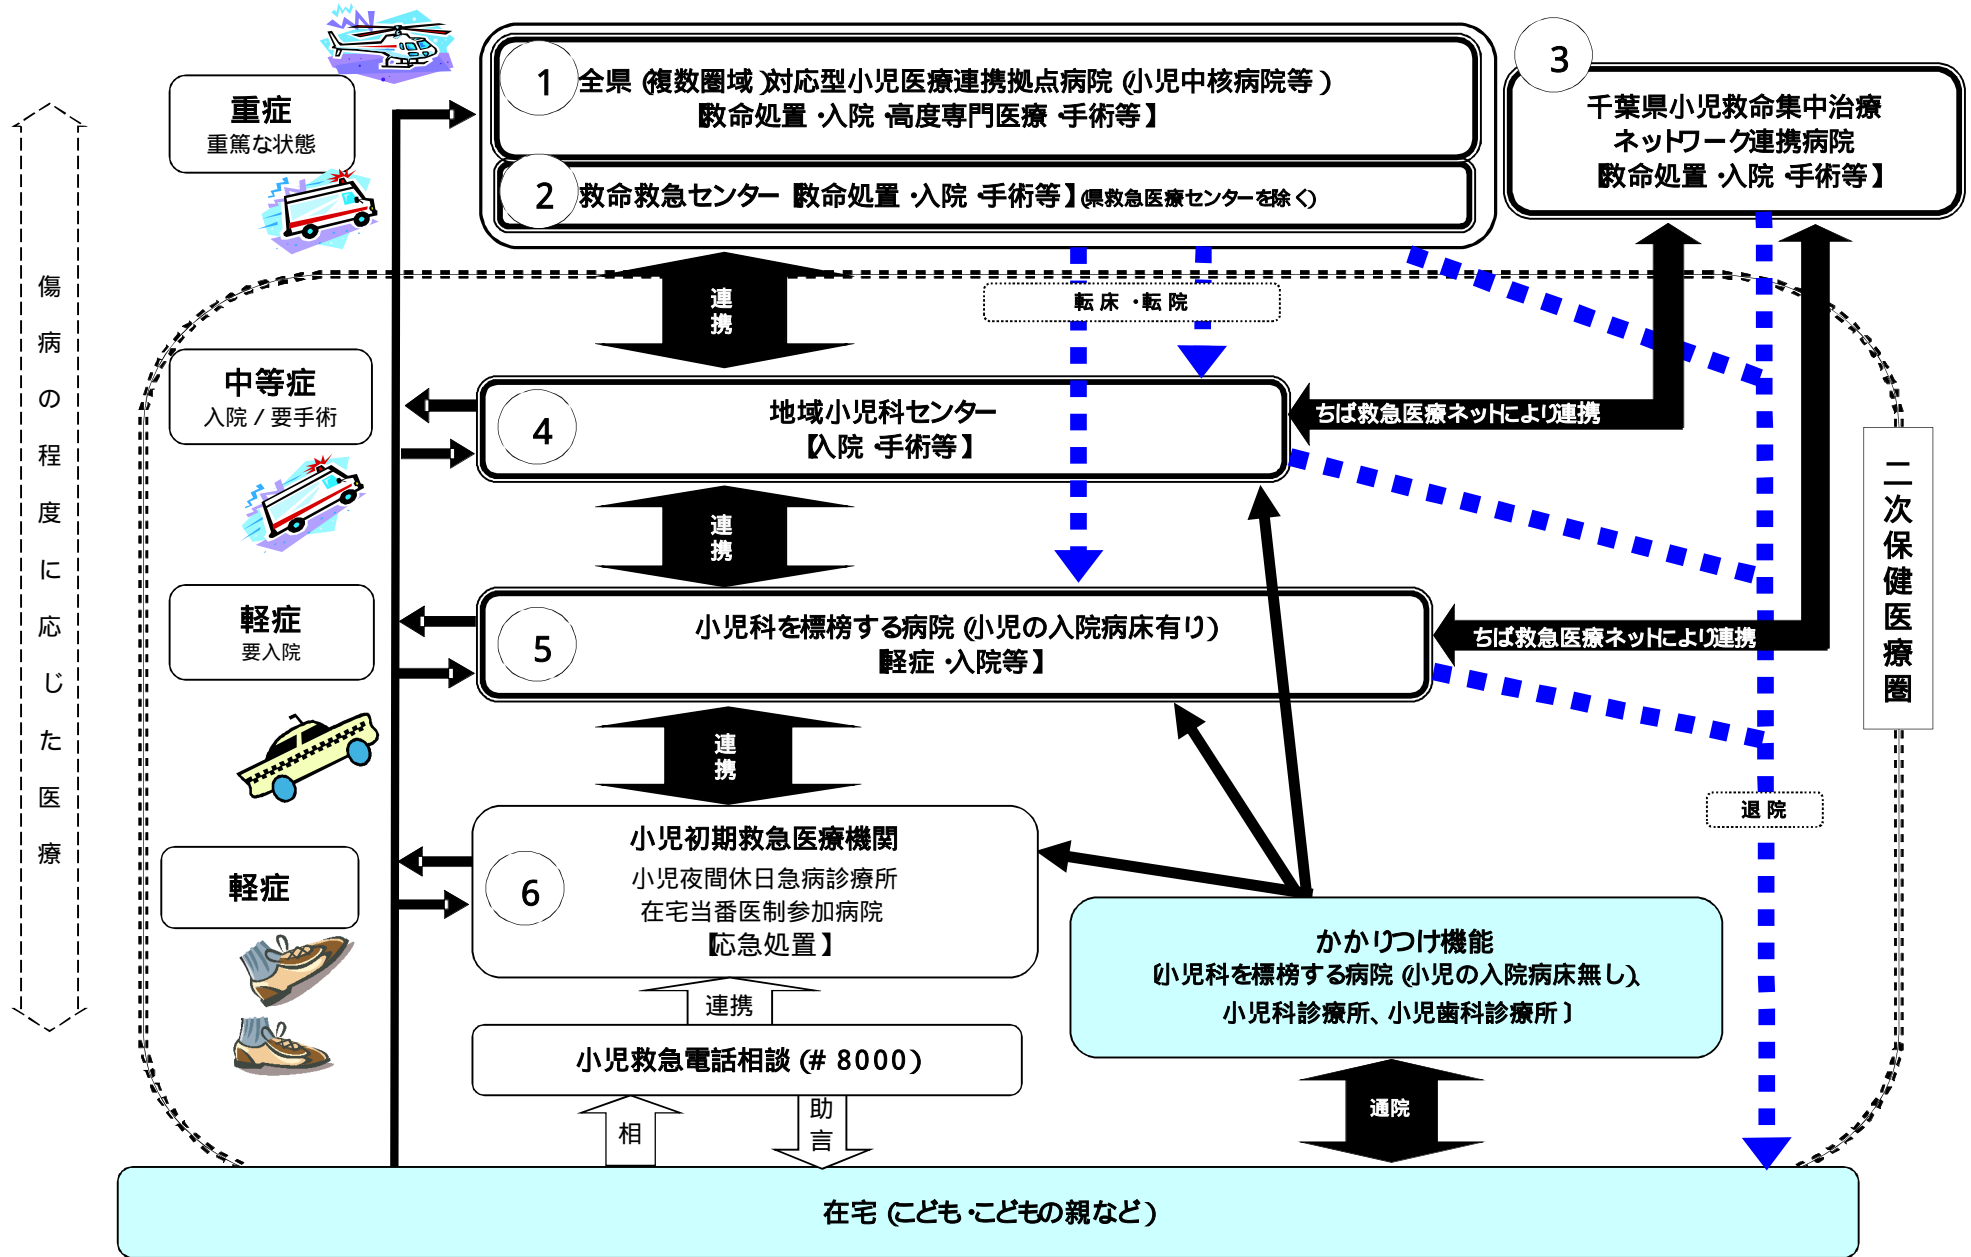 1
全県(複数圏域)対応型小児医療連携拠点病院(小児中核病院等)
【救命処置・入院・高度専門医療・手術等】
2
救命救急センター【救命処置・入院・手術等】(県救急医療センターを除く)
3
千葉県小児救命集中治療
ネットワーク連携病院
【救命処置・入院・手術等】
重症
重篤な状態
傷病の程度に応じた医療
連携
転床・転院
中等症
入院/要手術
4
地域小児科センター
【入院・手術等】
ちば救急医療ネットにより連携
二次保健医療圏
連携
軽症
要入院
5
小児科を標榜する病院(小児の入院病床有り)
【軽症・入院等】
ちば救急医療ネットにより連携
連携
退院
軽症
6
小児初期救急医療機関
小児夜間休日急病診療所
在宅当番医制参加病院
【応急処置】
かかりつけ機能
〔小児科を標榜する病院(小児の入院病床無し)、
小児科診療所、小児歯科診療所〕
連携
小児救急電話相談(#8000)
相
助言
通院
在宅(こども・こどもの親など)